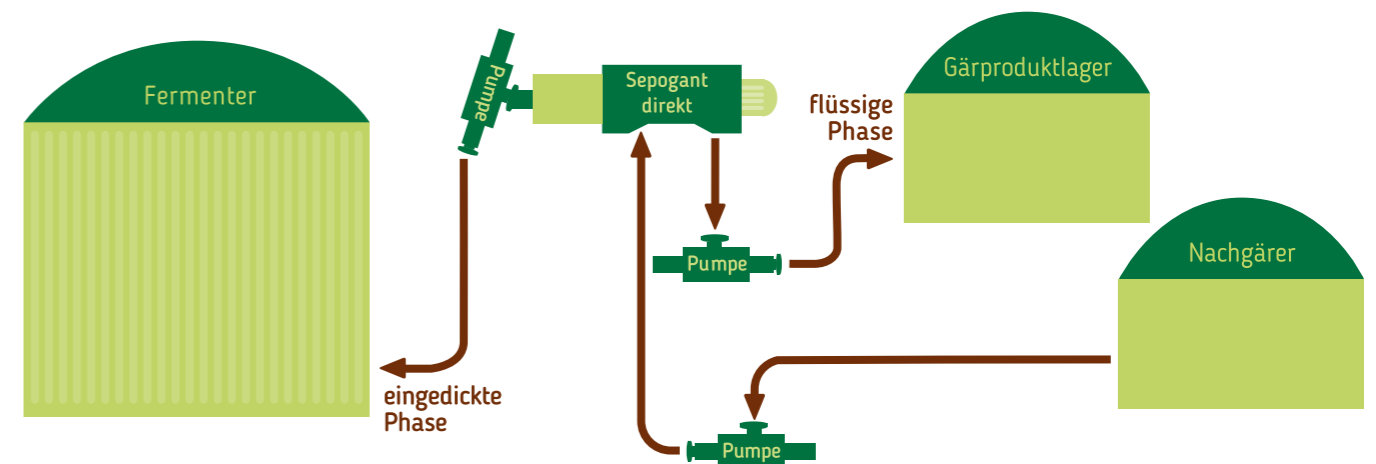 Fermenter
Pumpe
Sepogant
direkt
flüssige
Phase
Gärproduktlager
Pumpe
Nachgärer
eingedickte
Phase
Pumpe